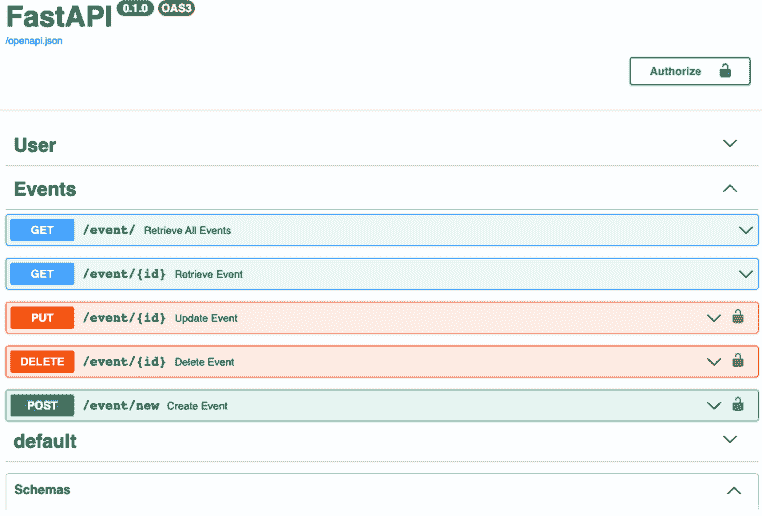 FastAPI 0.1.0 OAS3
/openapi.json
Authorize
User
Events
GET /event/ Retrieve All Events
GET /event/{id} Retrieve Event
PUT /event/{id} Update Event
DELETE /event/{id} Delete Event
POST /event/new Create Event
default
Schemas